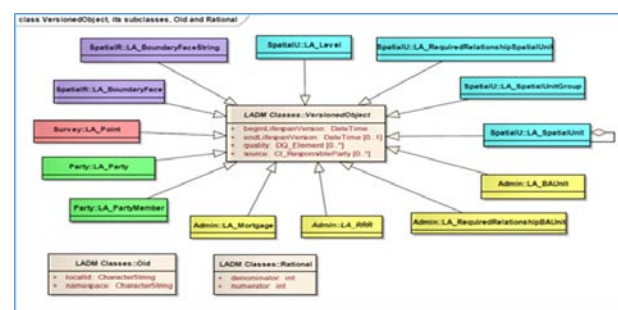 class VersionedObject, its subclasses, Oid and Rational
SpatialR::LA_BoundaryFaceString
SpatialU::LA_Level
SpatialU::LA_RequiredRelationshipSpatialUnit
SpatialR::LA_BoundaryFace
SpatialU::LA_SpatialUnitGroup
LADM Classes::VersionedObject
+ beginLifespanVersion: DateTime
+ endLifespanVersion: DateTime [0..1]
+ quality: DQ_Element [0..*]
+ source: CI_ResponsibleParty [0..*]
Survey::LA_Point
SpatialU::LA_SpatialUnit
Party::LA_Party
Admin::LA_BAUnit
Party::LA_PartyMember
Admin::LA_Mortgage
Admin::LA_RRR
Admin::LA_RequiredRelationshipBAUnit
LADM Classes::Oid
+ localId: CharacterString
+ namespace: CharacterString
LADM Classes::Rational
+ denominator: int
+ numerator: int